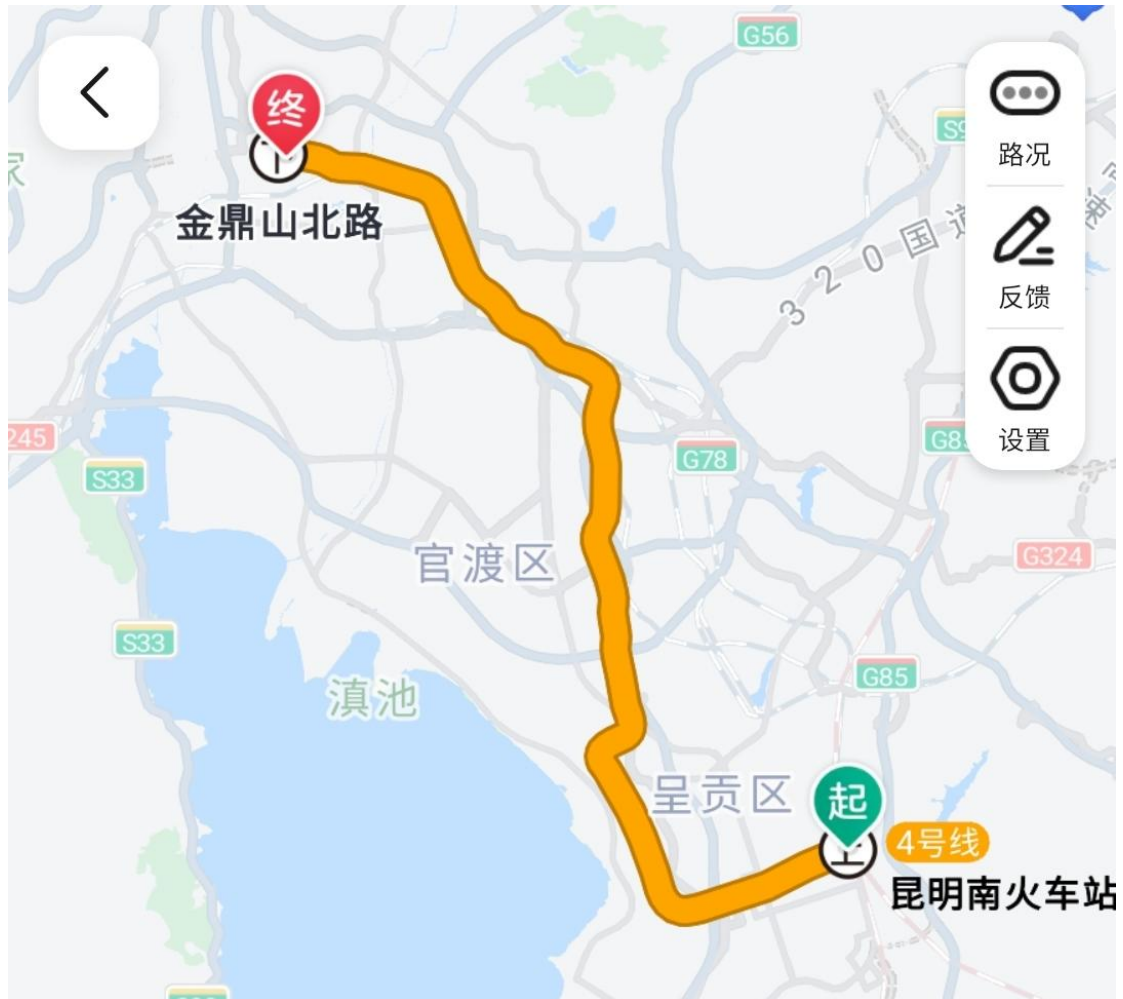 G56
终
路况
金鼎山北路
320国道
反馈
设置
245
S33
G78
官渡区
G324
S33
滇池
G85
呈贡区
起
上
4号线
昆明南火车站